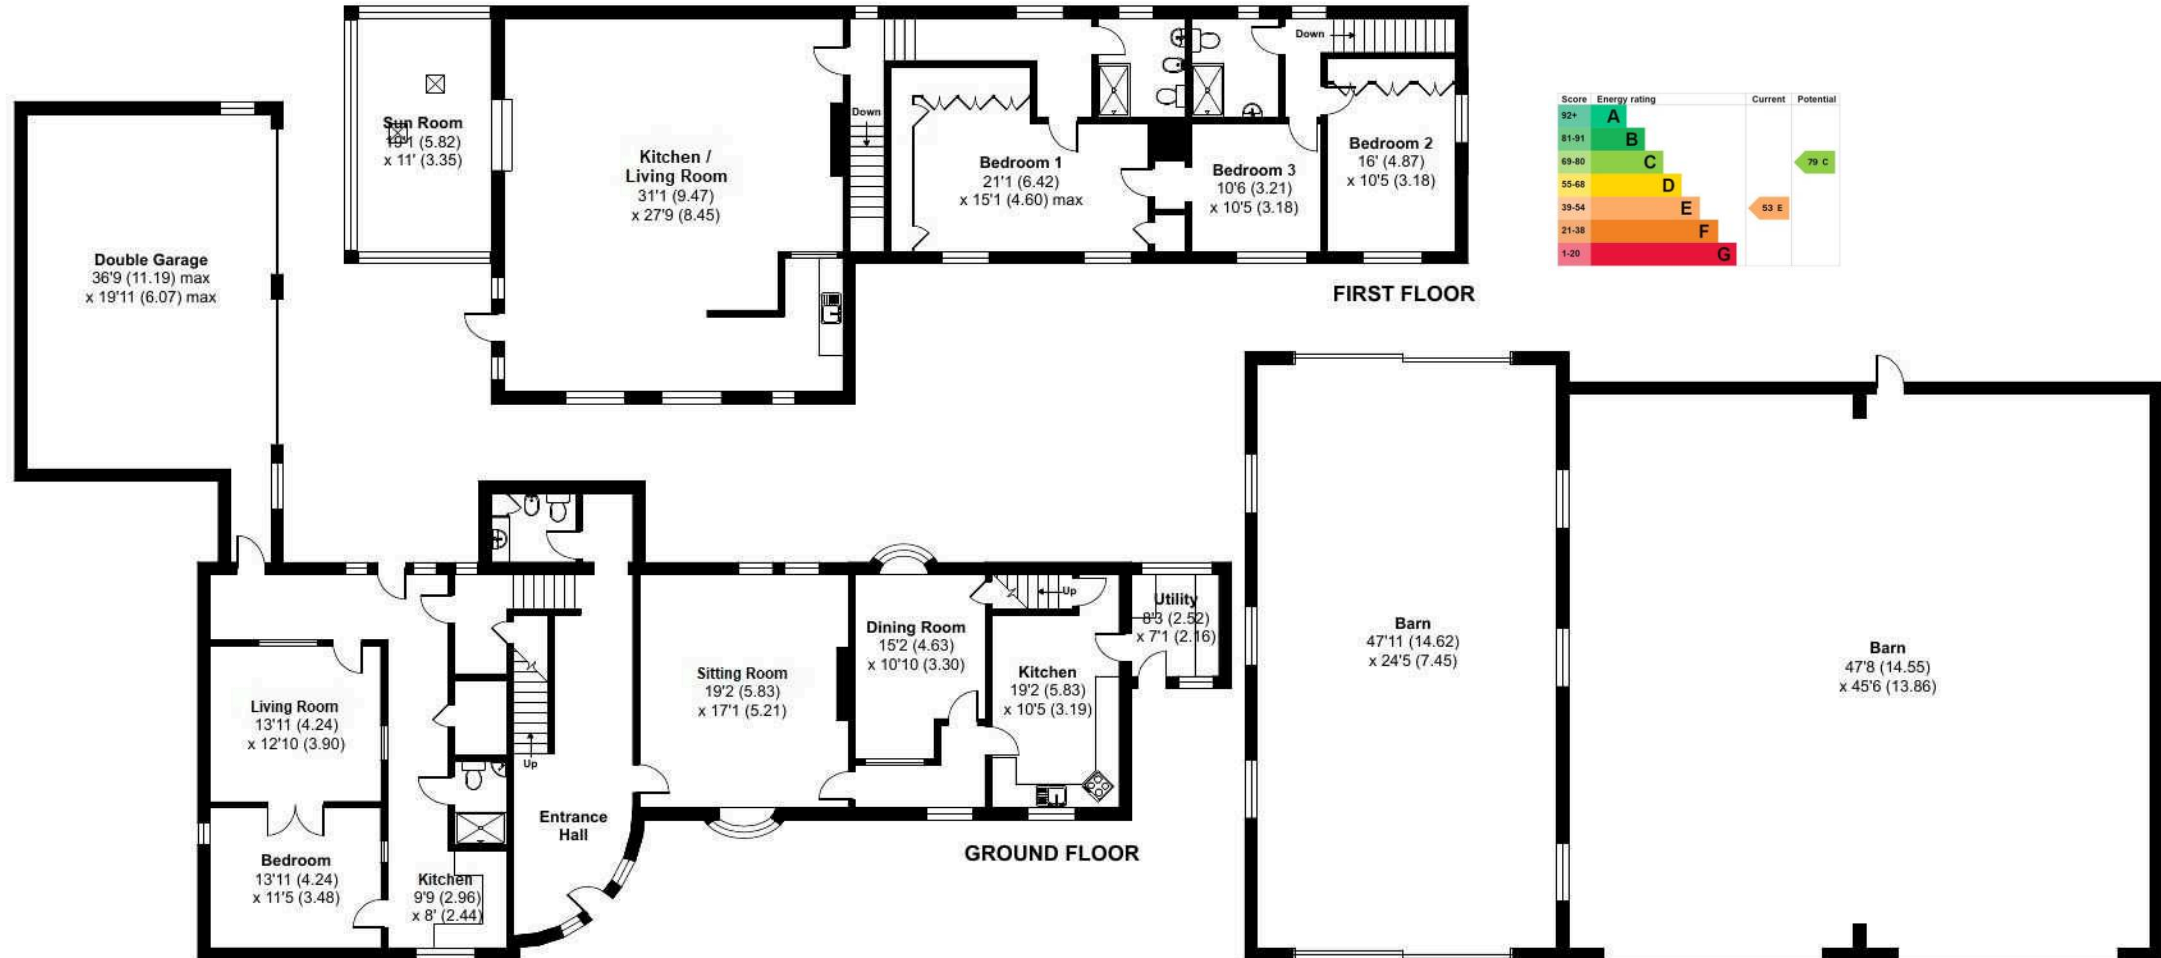 Sun Room
19'1 (5.82)
x 11' (3.35)
Kitchen /
Living Room
31'1 (9.47)
x 27'9 (8.45)
Down
Bedroom 1
21'1 (6.42)
x 15'1 (4.60) max
Bedroom 3
10'6 (3.21)
x 10'5 (3.18)
Down
Bedroom 2
16' (4.87)
x 10'5 (3.18)
FIRST FLOOR
Score Energy rating Current Potential
92+ A
81-91 B
69-80 C 79 C
55-68 D
39-54 E 53 E
21-38 F
1-20 G
Double Garage
36'9 (11.19) max
x 19'11 (6.07) max
Living Room
13'11 (4.24)
x 12'10 (3.90)
Bedroom
13'11 (4.24)
x 11'5 (3.48)
Kitchen
9'9 (2.96)
x 8' (2.44)
Up
Entrance
Hall
Sitting Room
19'2 (5.83)
x 17'1 (5.21)
Dining Room
15'2 (4.63)
x 10'10 (3.30)
Up
Kitchen
19'2 (5.83)
x 10'5 (3.19)
Utility
8'3 (2.52)
x 7'1 (2.16)
GROUND FLOOR
Barn
47'11 (14.62)
x 24'5 (7.45)
Barn
47'8 (14.55)
x 45'6 (13.86)